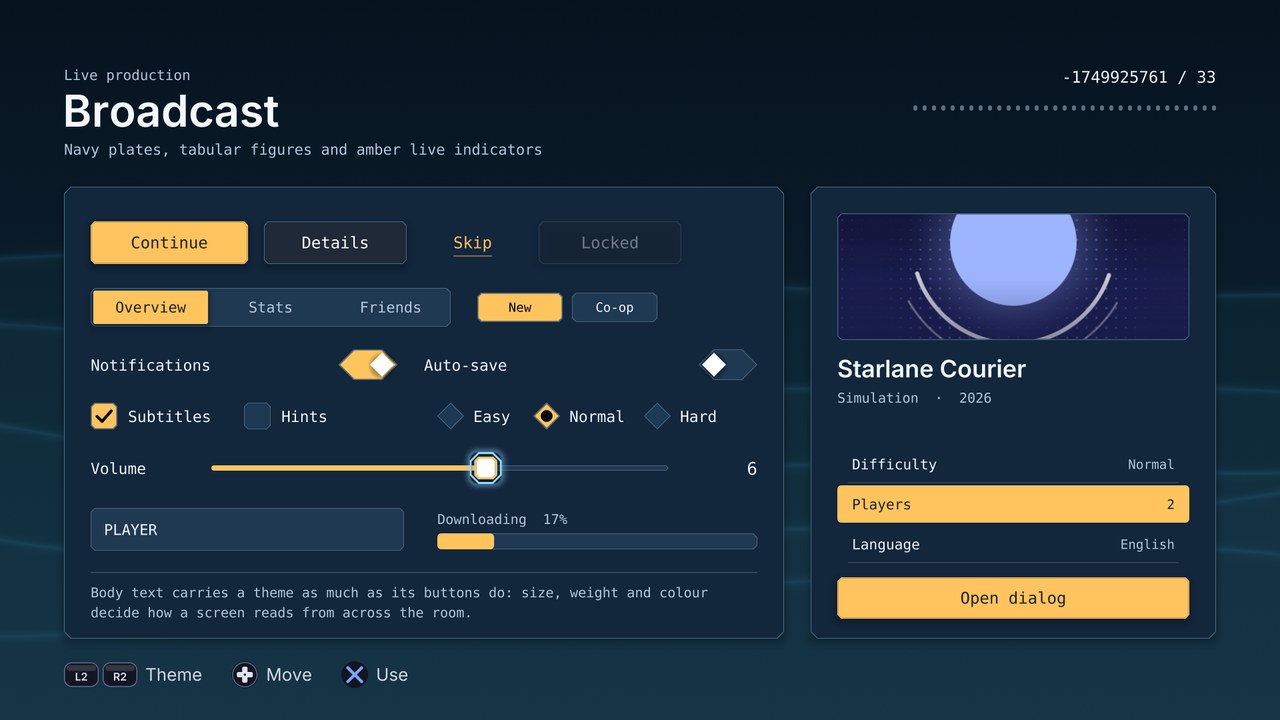 Live production
Broadcast
Navy plates, tabular figures and amber live indicators
-1749925761 / 33
Continue
Details
Skip
Locked
Overview
Stats
Friends
New
Co-op
Notifications
Auto-save
Subtitles
Hints
Easy
Normal
Hard
Volume
6
PLAYER
Downloading 17%
Body text carries a theme as much as its buttons do: size, weight and colour
decide how a screen reads from across the room.
Starlane Courier
Simulation · 2026
Difficulty Normal
Players 2
Language English
Open dialog
L2 R2 Theme Move Use